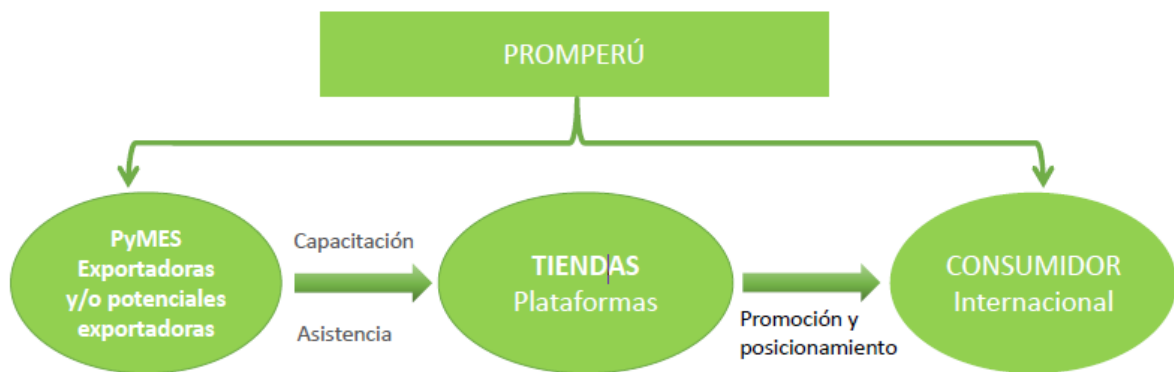 PROMPERÚ
PyMES
Exportadoras
y/o potenciales
exportadoras
Capacitación
Asistencia
TIENDAS
Plataformas
Promoción y
posicionamiento
CONSUMIDOR
Internacional